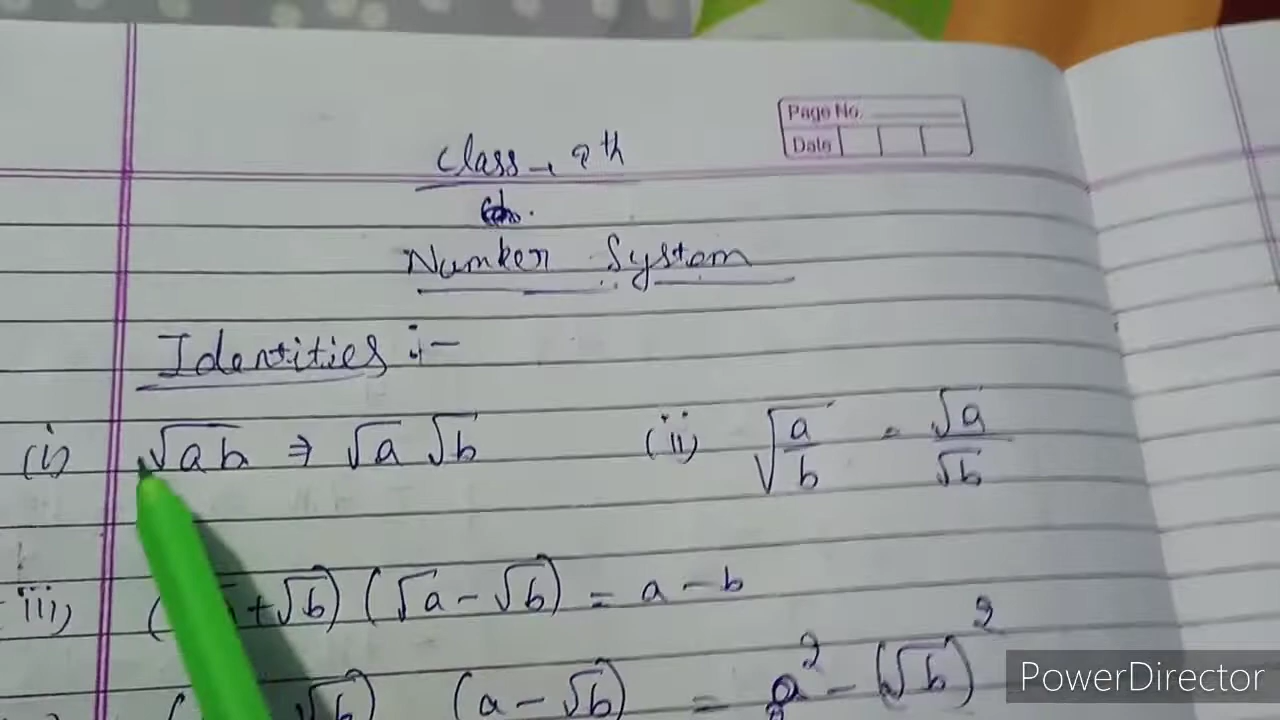 Page No.
Date
Class - 9th
Number System
Identities :-
(i) √ab ⇒ √a √b (ii) √a/b = √a/√b
(iii) ( +√b) (√a - √b) = a - b
√b) (a - √b) = a² - (√b)²
PowerDirector